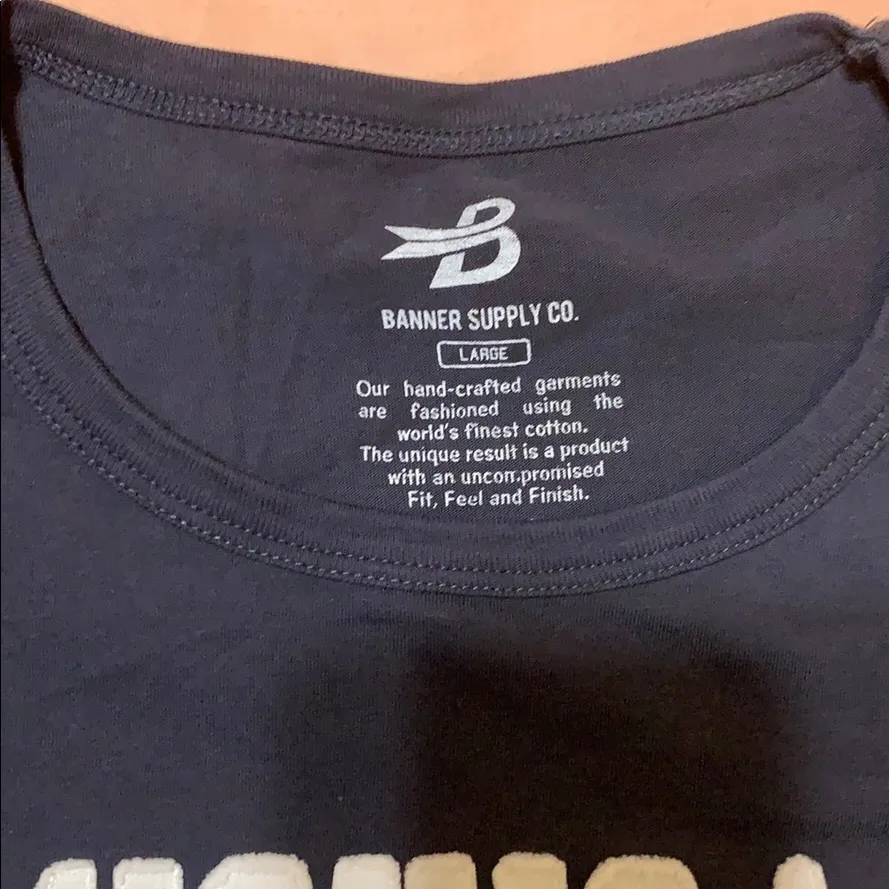 B
BANNER SUPPLY CO.
LARGE
Our hand-crafted garments
are fashioned using the
world's finest cotton.
The unique result is a product
with an uncompromised
Fit, Feel and Finish.